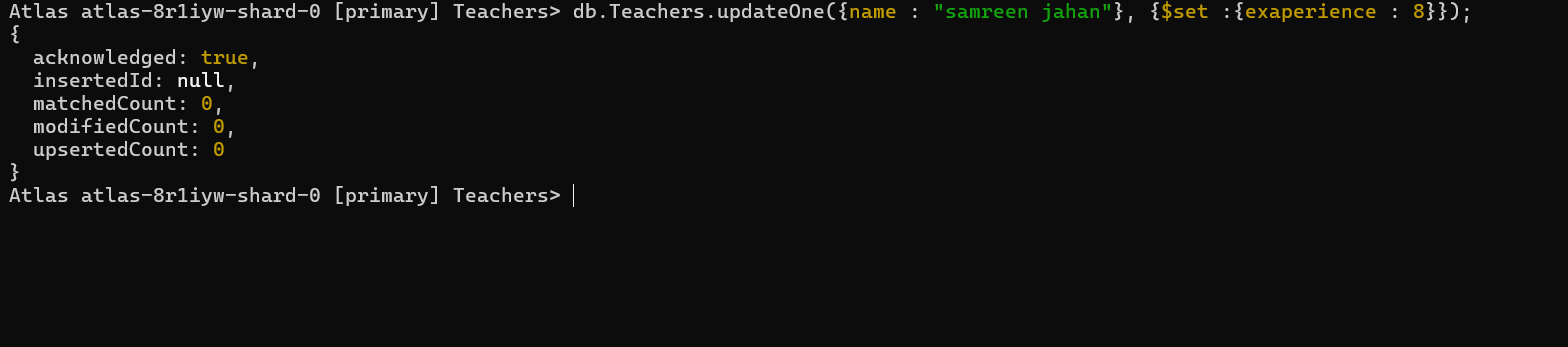 Atlas atlas-8r1iyw-shard-0 [primary] Teachers> db.Teachers.updateOne({name : "samreen jahan"}, {$set :{exaperience : 8}});
{
  acknowledged: true,
  insertedId: null,
  matchedCount: 0,
  modifiedCount: 0,
  upsertedCount: 0
}
Atlas atlas-8r1iyw-shard-0 [primary] Teachers>